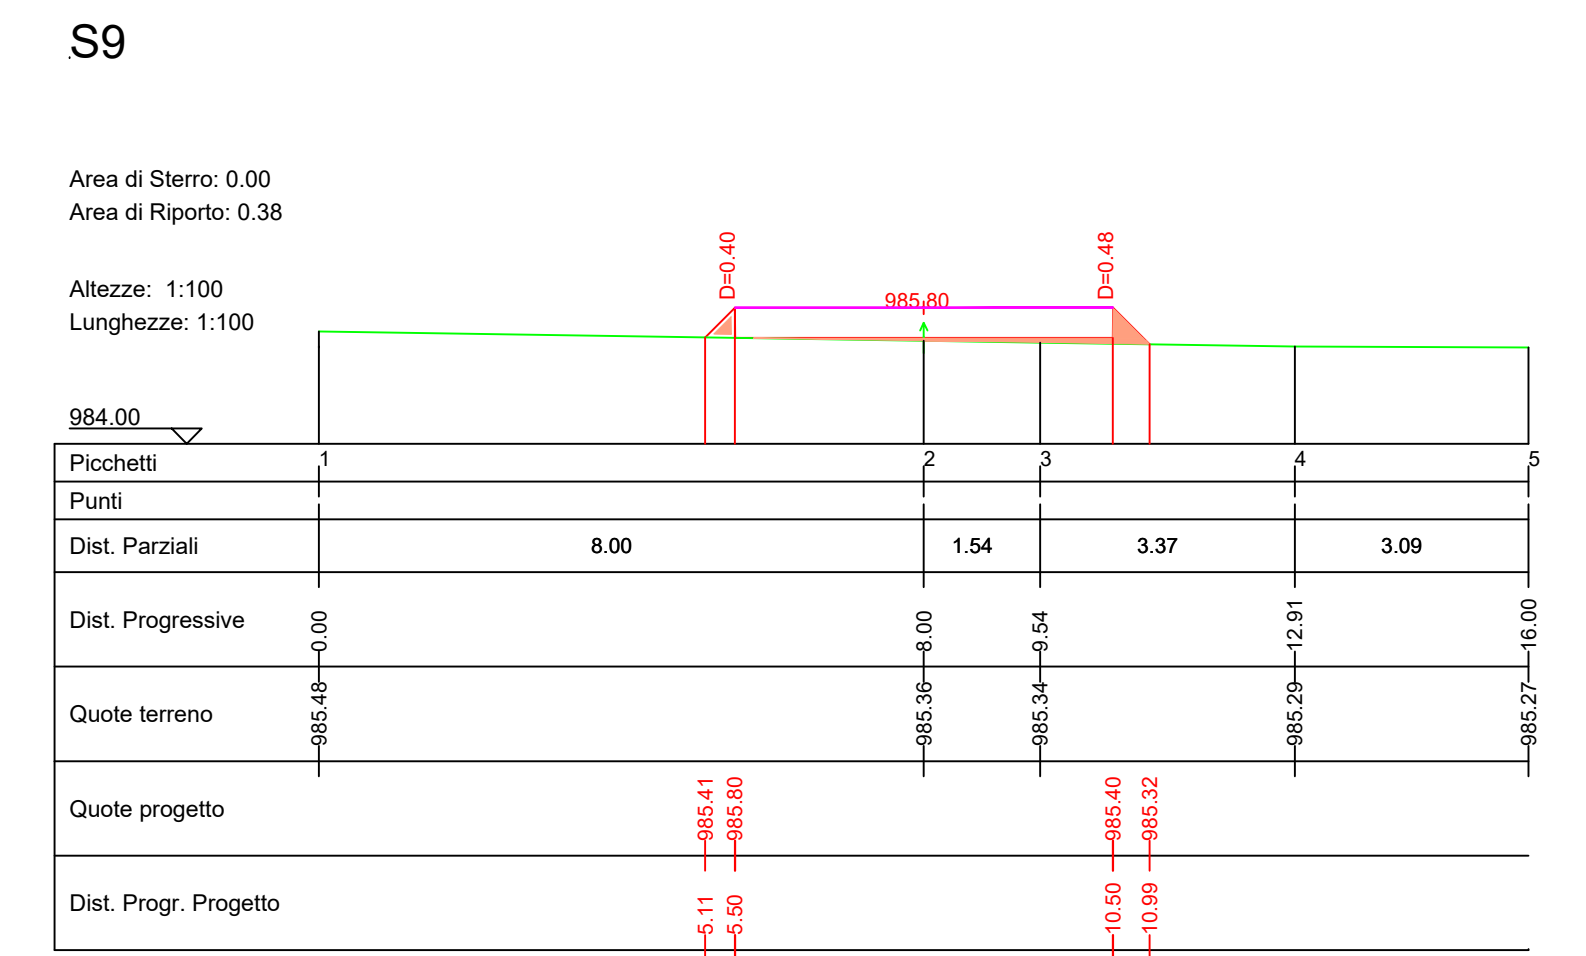 S9
Area di Sterro: 0.00
Area di Riporto: 0.38
Altezze: 1:100
Lunghezze: 1:100
D=0.40
985.80
D=0.48
984.00
Picchetti 1 2 3 4 5
Punti
Dist. Parziali 8.00 1.54 3.37 3.09
Dist. Progressive 0.00 8.00 9.54 12.91 16.00
Quote terreno 985.48 985.36 985.34 985.29 985.27
Quote progetto 985.41 985.80 985.40 985.32
Dist. Progr. Progetto 5.11 5.50 10.50 10.99